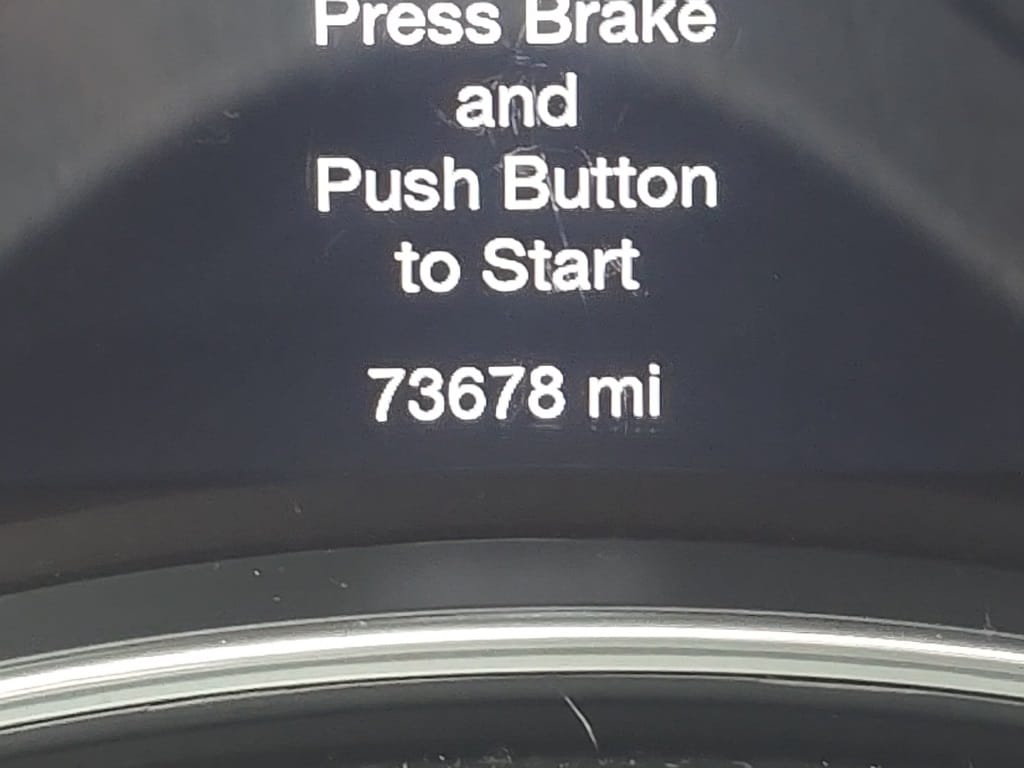 Press Brake
and
Push Button
to Start
73678 mi